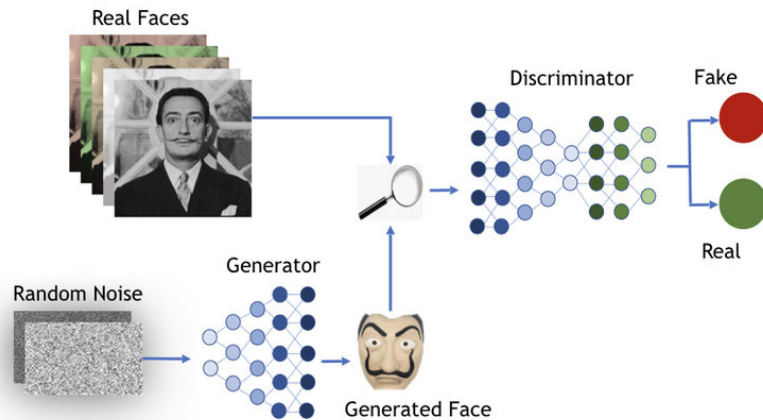 Real Faces
Discriminator
Fake
Real
Generator
Random Noise
Generated Face